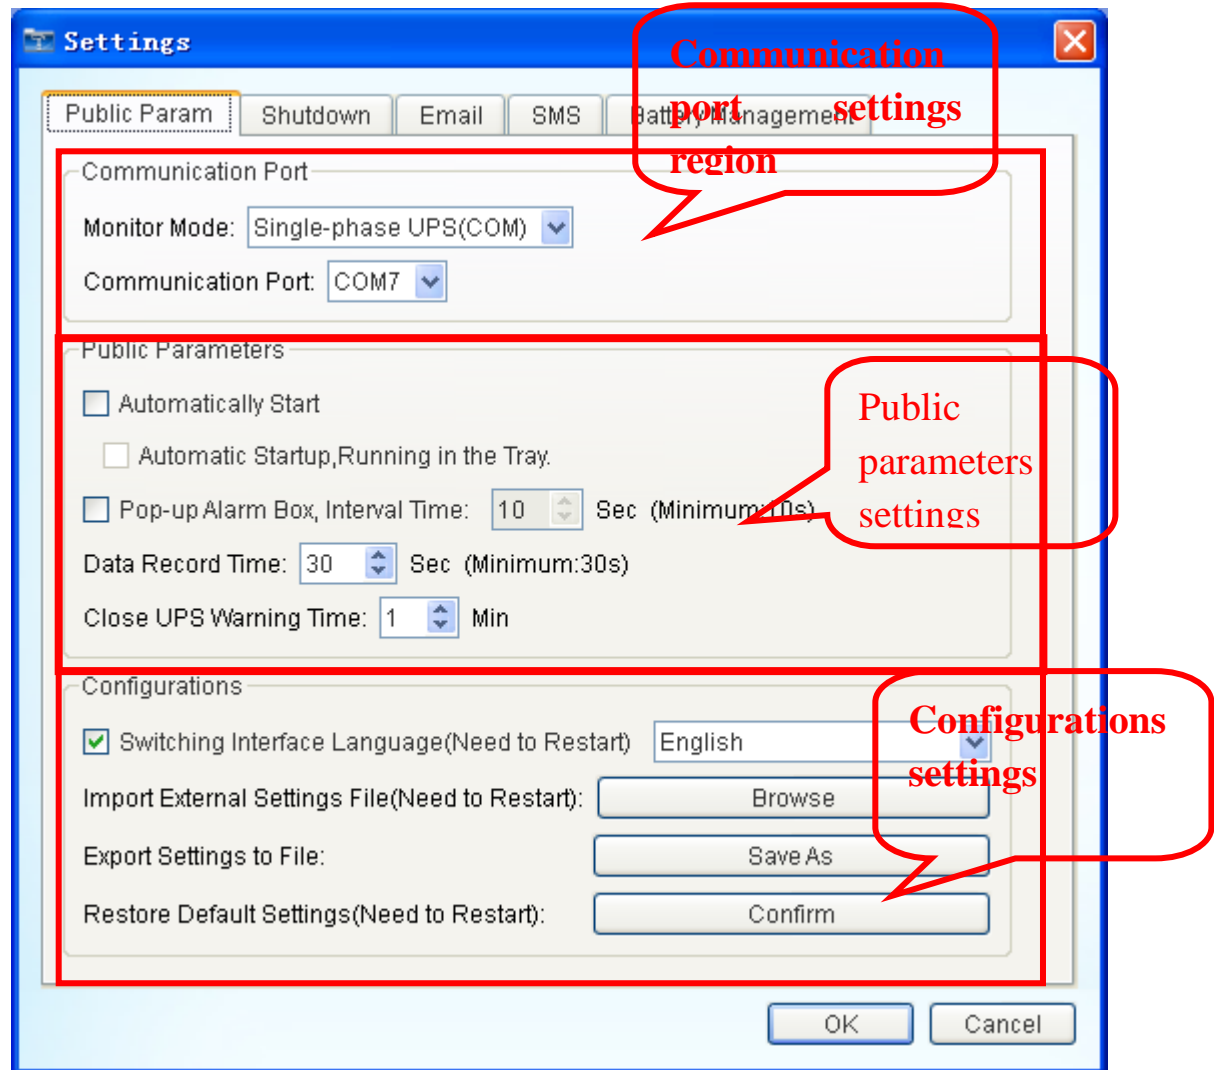 Settings
Public Param Shutdown Email SMS Battery Management
Communication
port settings
region
Communication Port
Monitor Mode: Single-phase UPS(COM)
Communication Port: COM7
Public Parameters
Automatically Start
Automatic Startup,Running in the Tray.
Pop-up Alarm Box, Interval Time: 10 Sec (Minimum:10s)
Data Record Time: 30 Sec (Minimum:30s)
Close UPS Warning Time: 1 Min
Public
parameters
settings
Configurations
Switching Interface Language(Need to Restart) English
Import External Settings File(Need to Restart): Browse
Export Settings to File: Save As
Restore Default Settings(Need to Restart): Confirm
Configurations
settings
OK Cancel